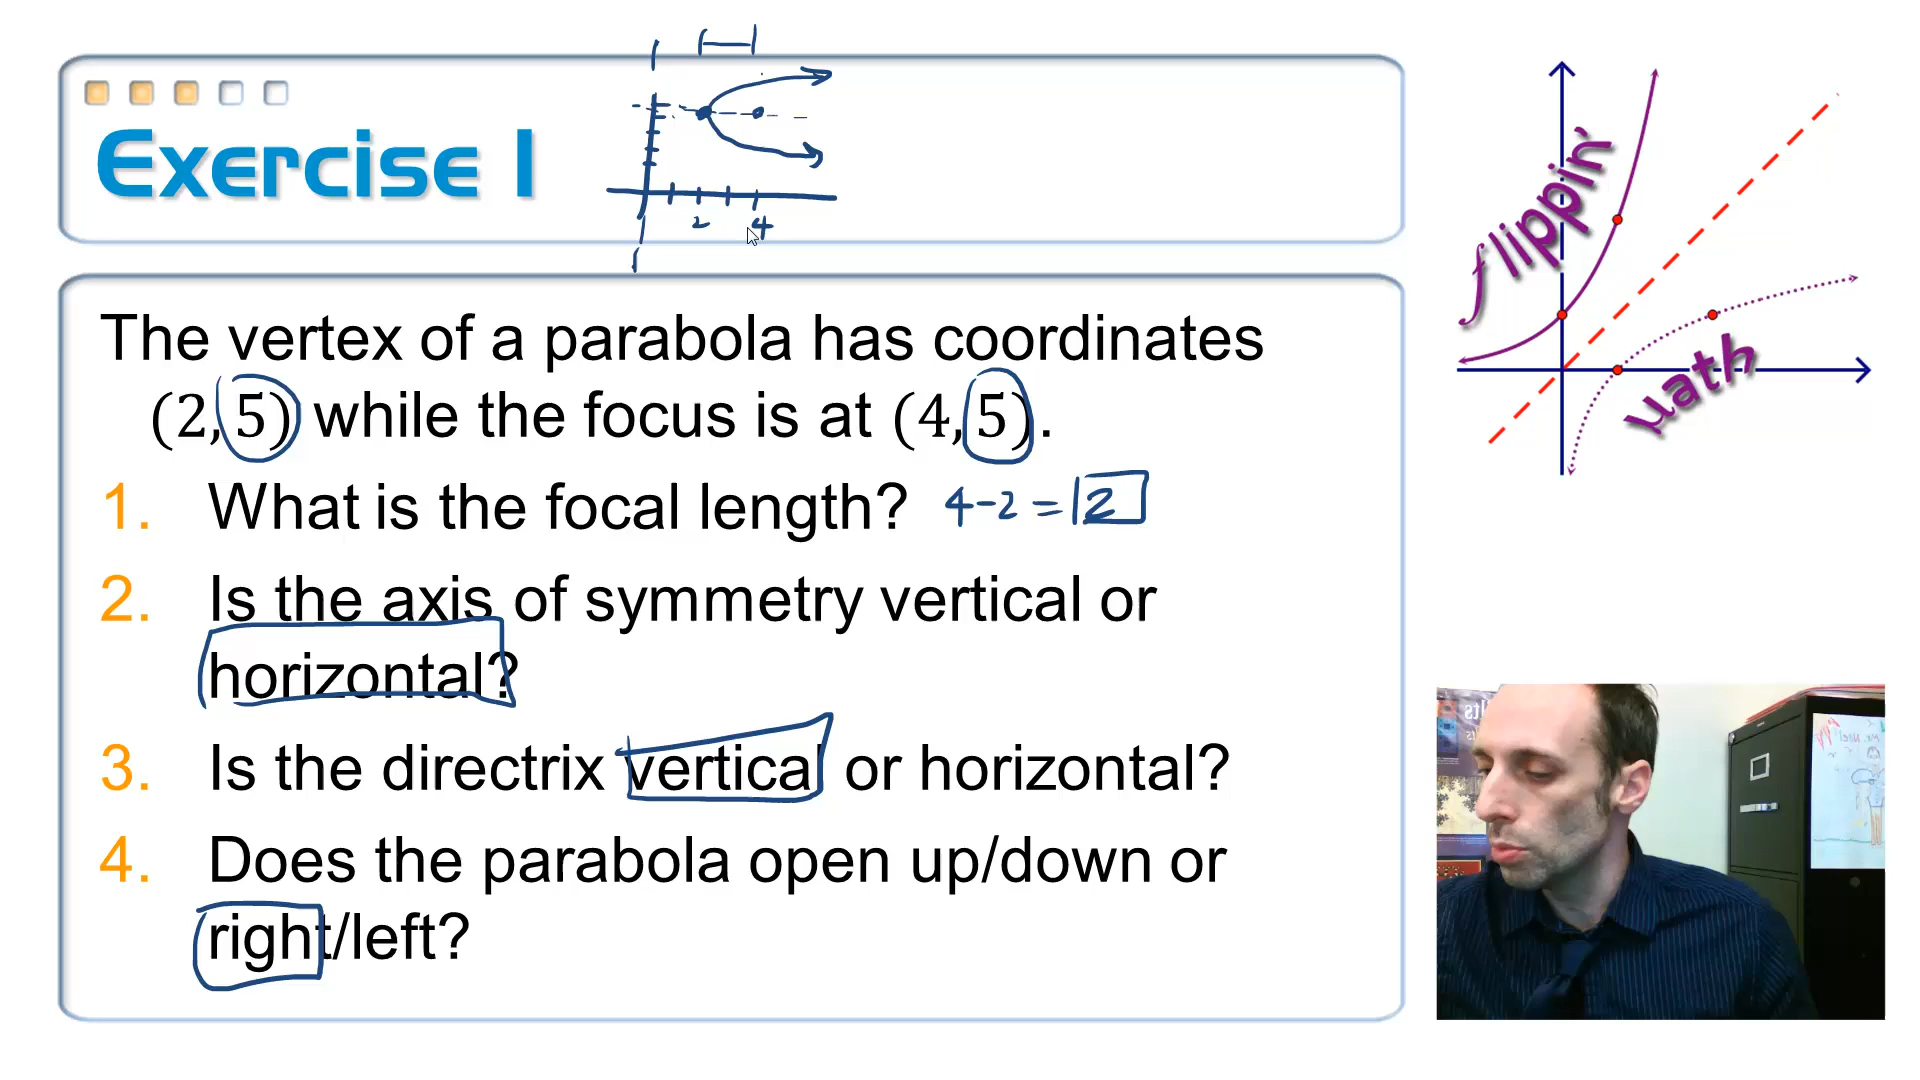 Exercise 1
2 4
The vertex of a parabola has coordinates
(2, 5) while the focus is at (4, 5).
1. What is the focal length? 4-2 = 2
2. Is the axis of symmetry vertical or
horizontal?
3. Is the directrix vertical or horizontal?
4. Does the parabola open up/down or
right/left?
flippin'
math